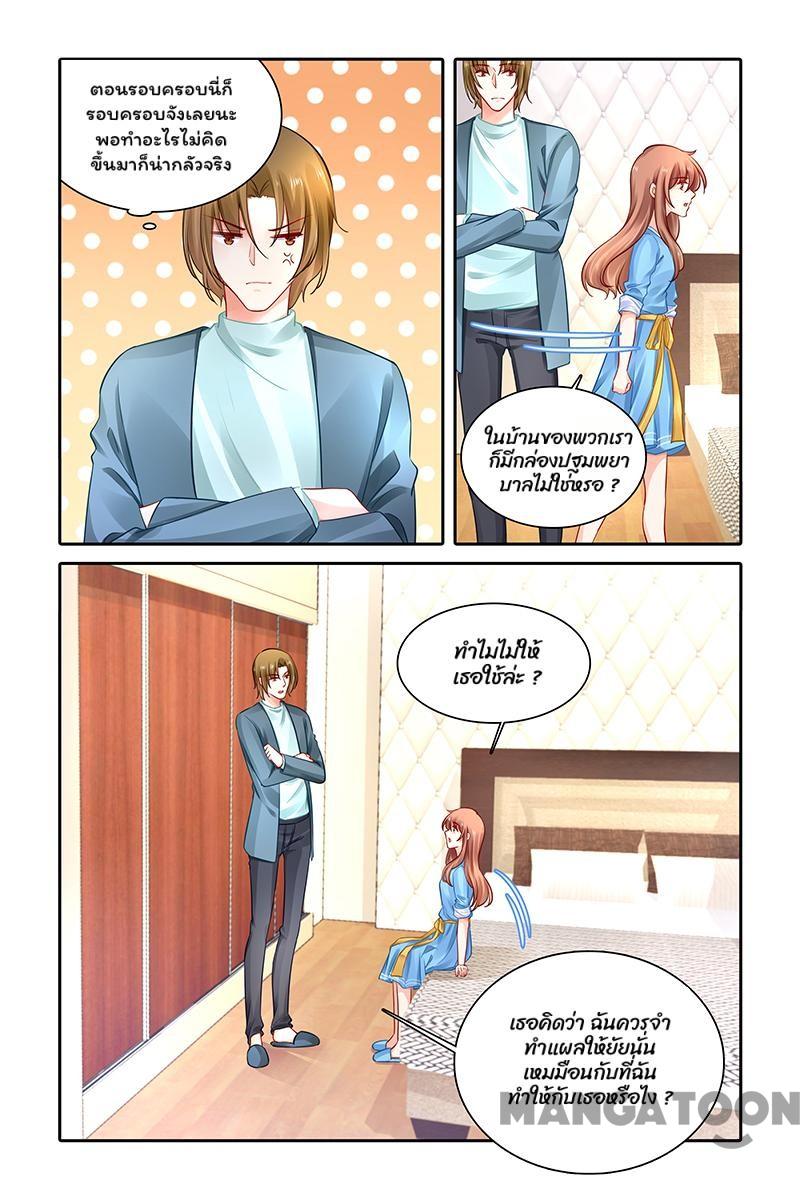 ตอนรอบครอบนี่ก็
รอบครอบจังเลยนะ
พอทำอะไรไม่คิด
ขึ้นมาก็น่ากลัวจริง
ในบ้านของพวกเรา
ก็มีกล่องปฐมพยา
บาลไม่ใช่หรอ ?
ทำไมไม่ให้
เธอใช้ล่ะ ?
เธอคิดว่า ฉันควรจำ
ทำแผลให้ยัยนั่น
เหมมือนกับที่ฉัน
ทำให้กับเธอหรือไง ?
MANGATOON